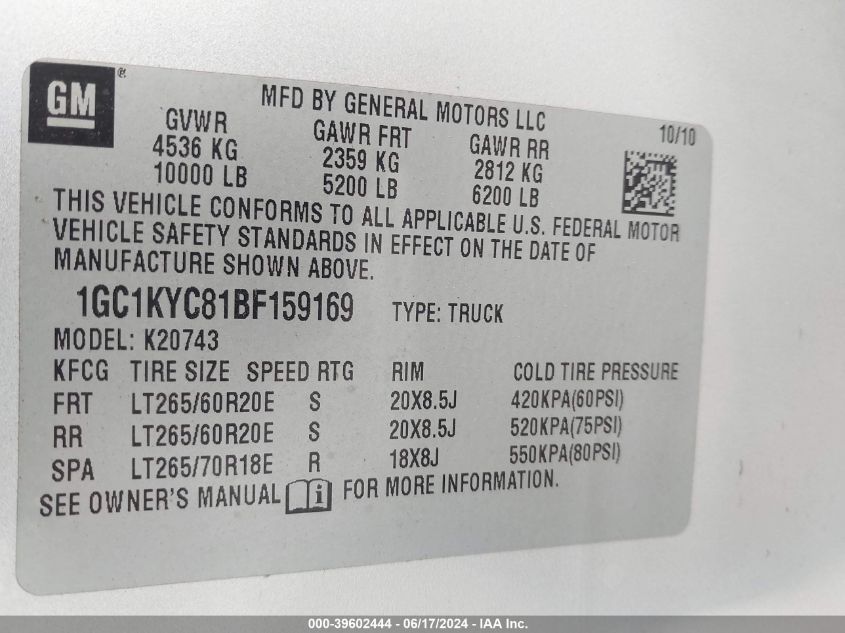 GM ®
MFD BY GENERAL MOTORS LLC
10/10
GVWR GAWR FRT GAWR RR
4536 KG 2359 KG 2812 KG
10000 LB 5200 LB 6200 LB
THIS VEHICLE CONFORMS TO ALL APPLICABLE U.S. FEDERAL MOTOR
VEHICLE SAFETY STANDARDS IN EFFECT ON THE DATE OF
MANUFACTURE SHOWN ABOVE.
1GC1KYC81BF159169 TYPE: TRUCK
MODEL: K20743
KFCG TIRE SIZE SPEED RTG RIM COLD TIRE PRESSURE
FRT LT265/60R20E S 20X8.5J 420KPA(60PSI)
RR LT265/60R20E S 20X8.5J 520KPA(75PSI)
SPA LT265/70R18E R 18X8J 550KPA(80PSI)
SEE OWNER'S MANUAL i FOR MORE INFORMATION.
000-39602444 - 06/17/2024 - IAA Inc.